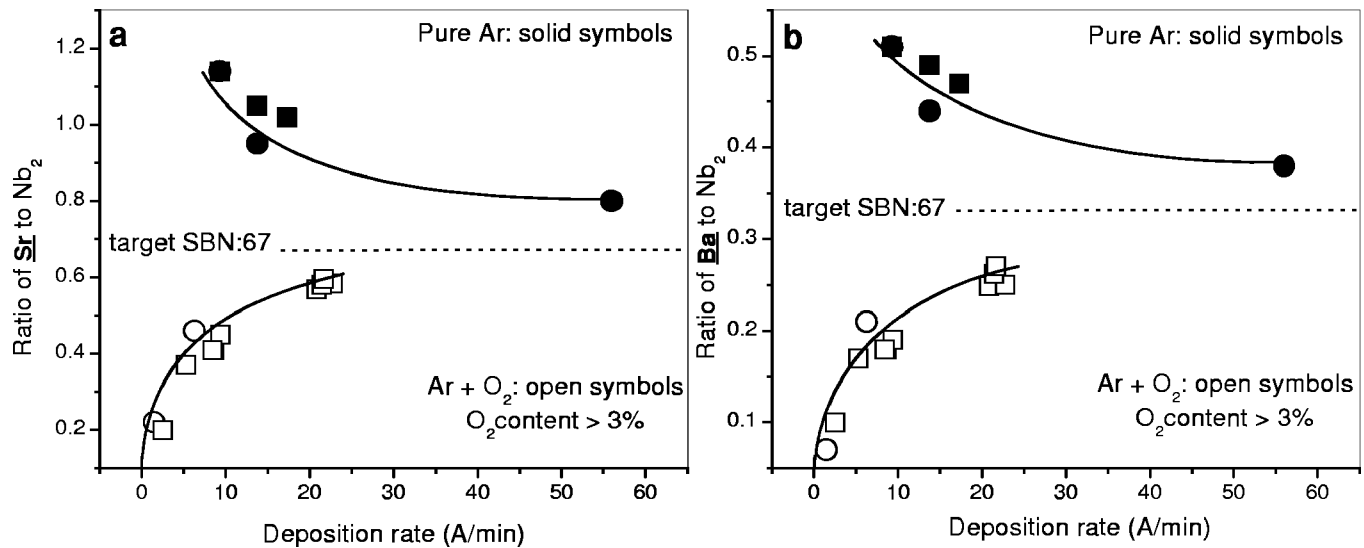 a
Pure Ar: solid symbols
1.2
1.0
0.8
0.6
0.4
0.2
Ratio of Sr to Nb2
target SBN:67
Ar + O2: open symbols
O2content > 3%
0 10 20 30 40 50 60
Deposition rate (A/min)
b
Pure Ar: solid symbols
0.5
0.4
0.3
0.2
0.1
Ratio of Ba to Nb2
target SBN:67
Ar + O2: open symbols
O2content > 3%
0 10 20 30 40 50 60
Deposition rate (A/min)